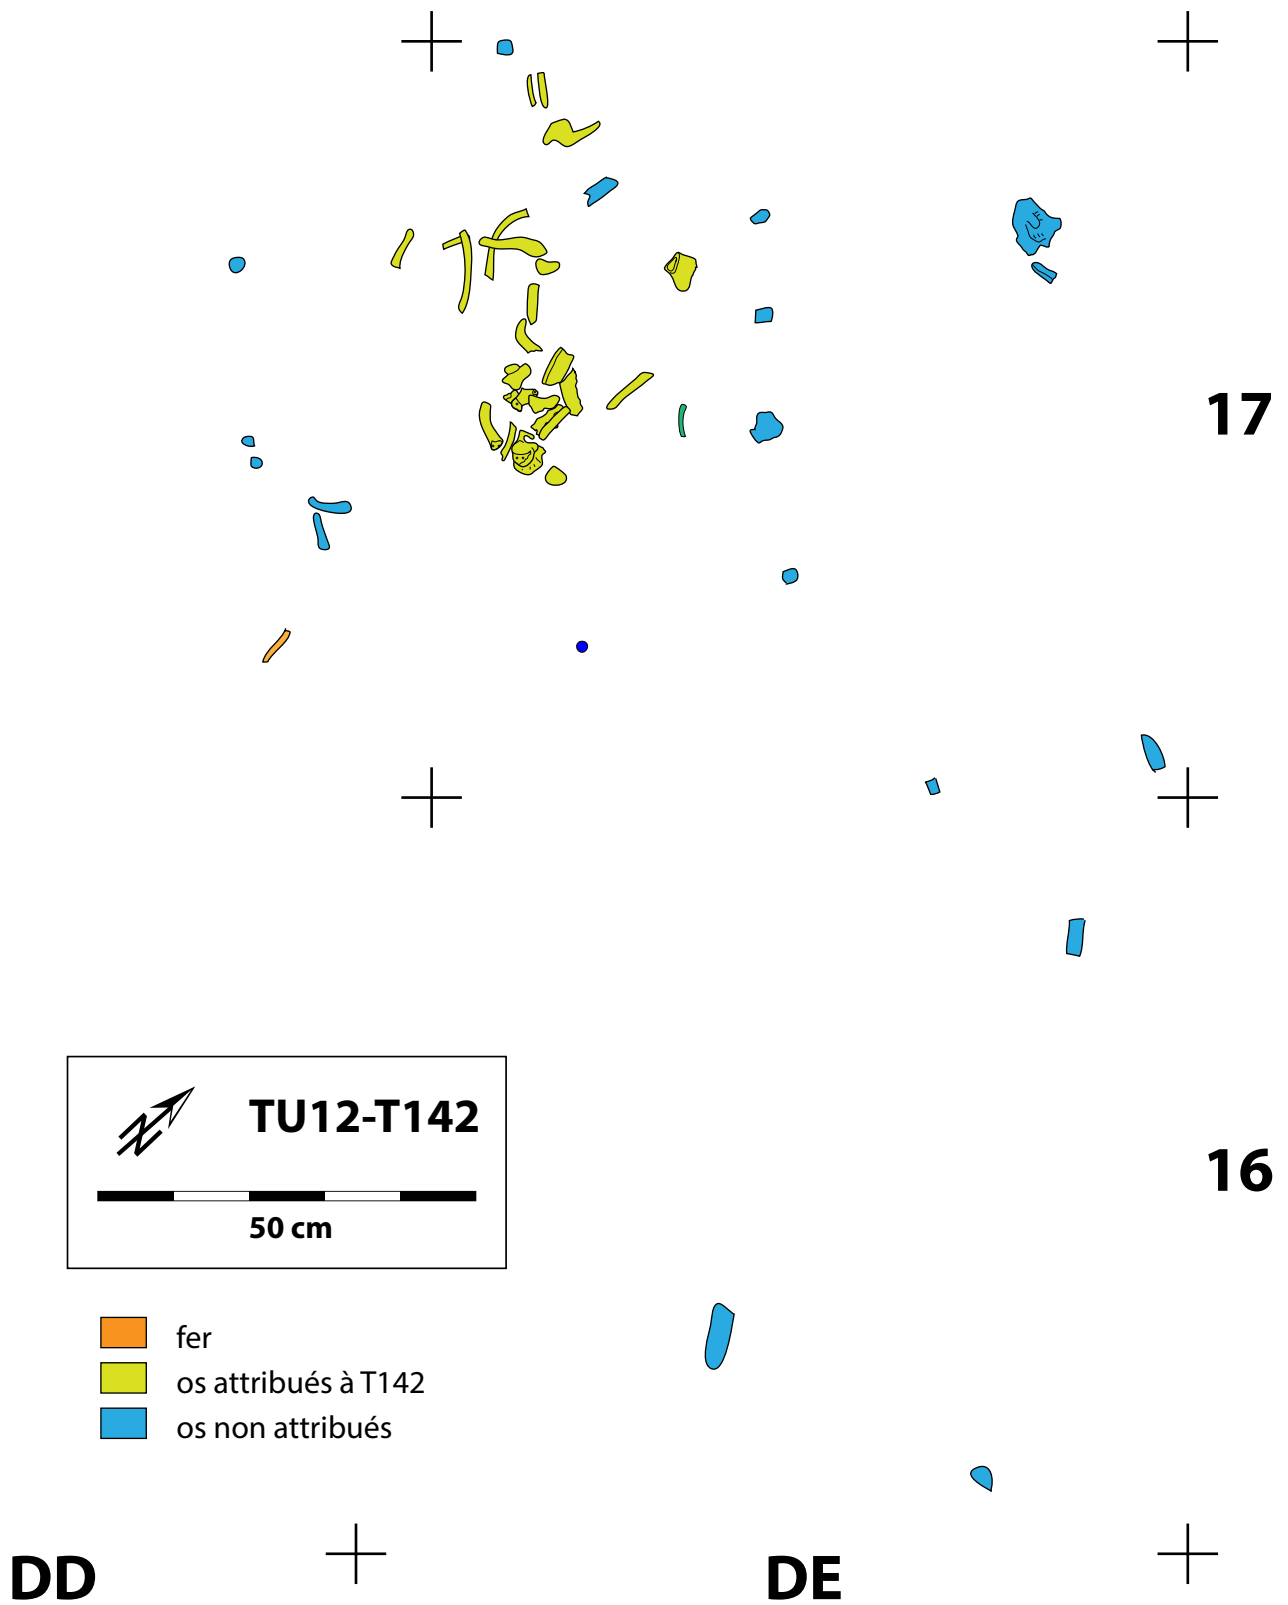 17
TU12-T142
16
50 cm
fer
os attribués à T142
os non attribués
DD
DE